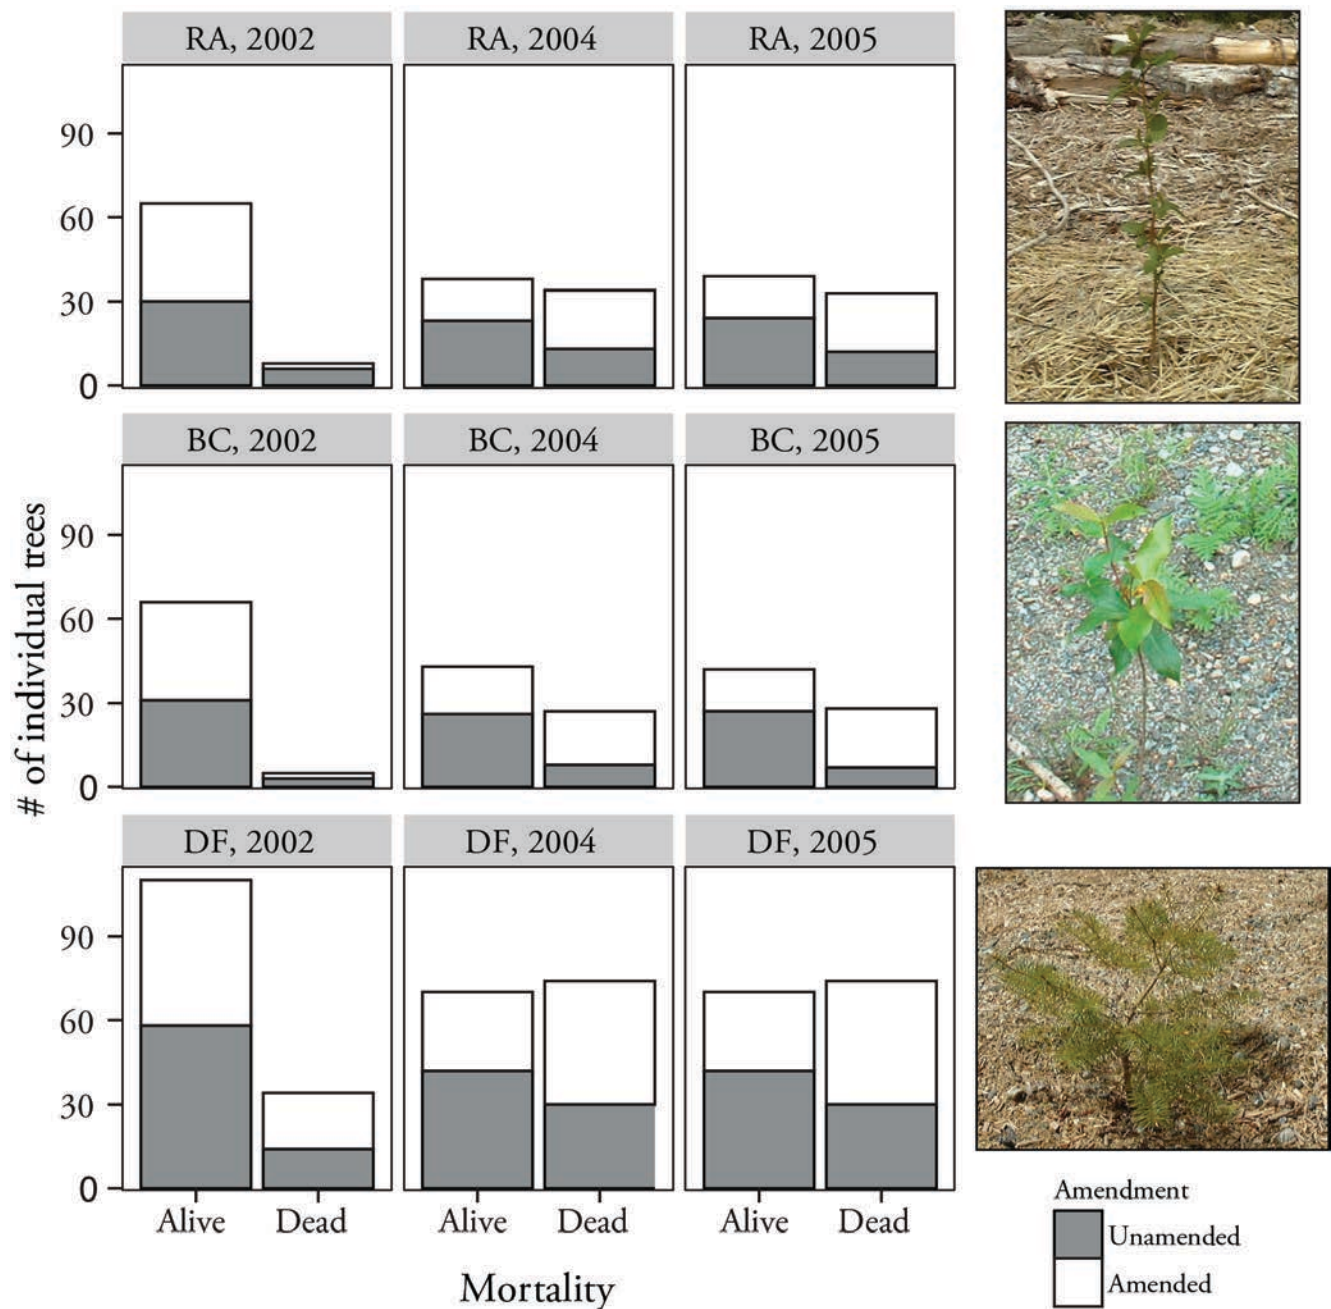 RA, 2002 RA, 2004 RA, 2005
90
60
30
0
BC, 2002 BC, 2004 BC, 2005
# of individual trees
90
60
30
0
DF, 2002 DF, 2004 DF, 2005
90
60
30
0
Alive Dead Alive Dead Alive Dead
Mortality
Amendment
Unamended
Amended